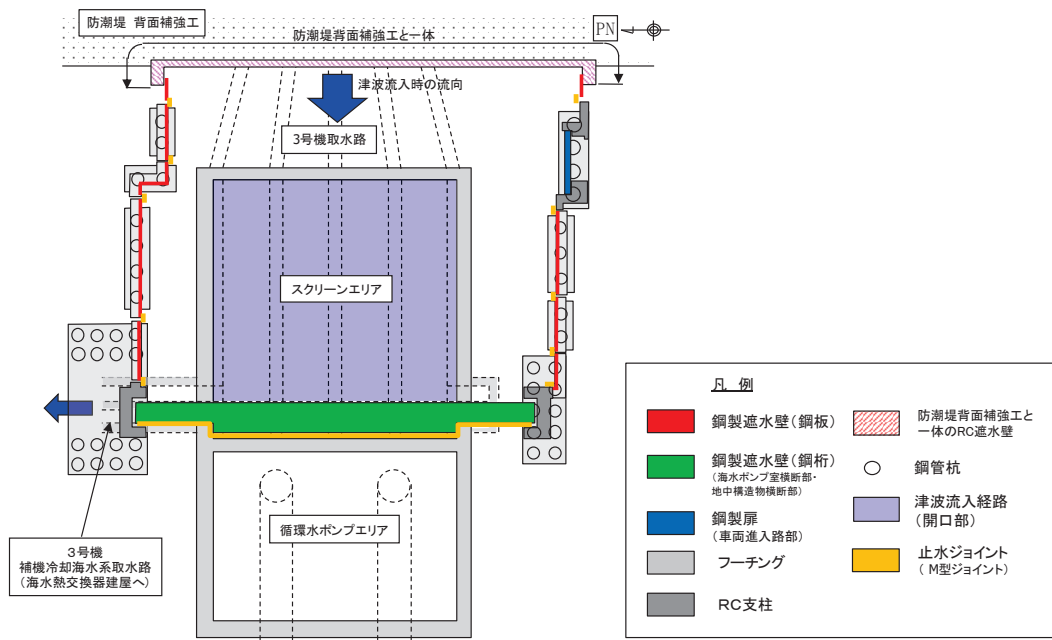 防潮堤 背面補強工
防潮堤背面補強工と一体
PN
津波流入時の流向
3号機取水路
スクリーンエリア
循環水ポンプエリア
3号機
補機冷却海水系取水路
(海水熱交換器建屋へ)
凡 例
鋼製遮水壁(鋼板)
鋼製遮水壁(鋼桁)
(海水ポンプ室横断部・
地中構造物横断部)
鋼製扉
(車両進入路部)
フーチング
RC支柱
防潮堤背面補強工と
一体のRC遮水壁
鋼管杭
津波流入経路
(開口部)
止水ジョイント
( M型ジョイント)